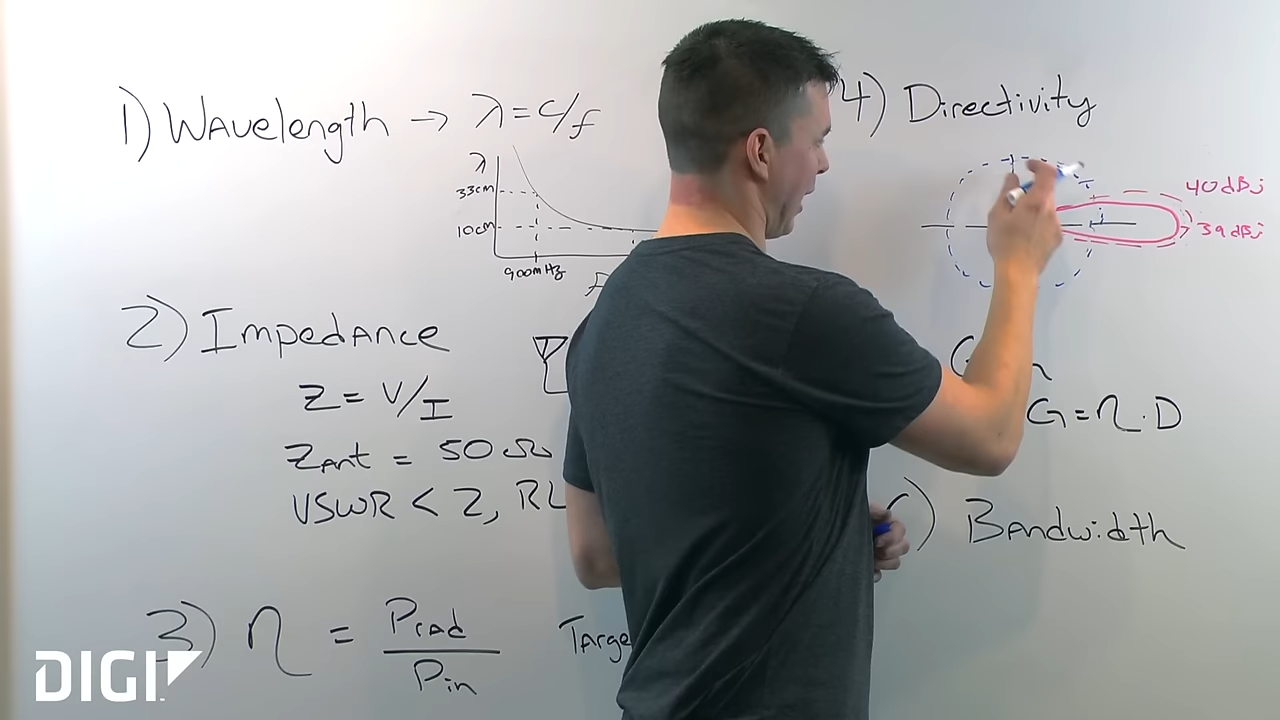 1) Wavelength → λ = c/f
λ
33cm
10cm
900MHz
2) Impedance
Z = V/I
ZAnt = 50Ω
VSWR < 2, RL
3) η = Prad
Pin
4) Directivity
40dBi
39dBi
G = η · D
) Bandwidth
DIGI